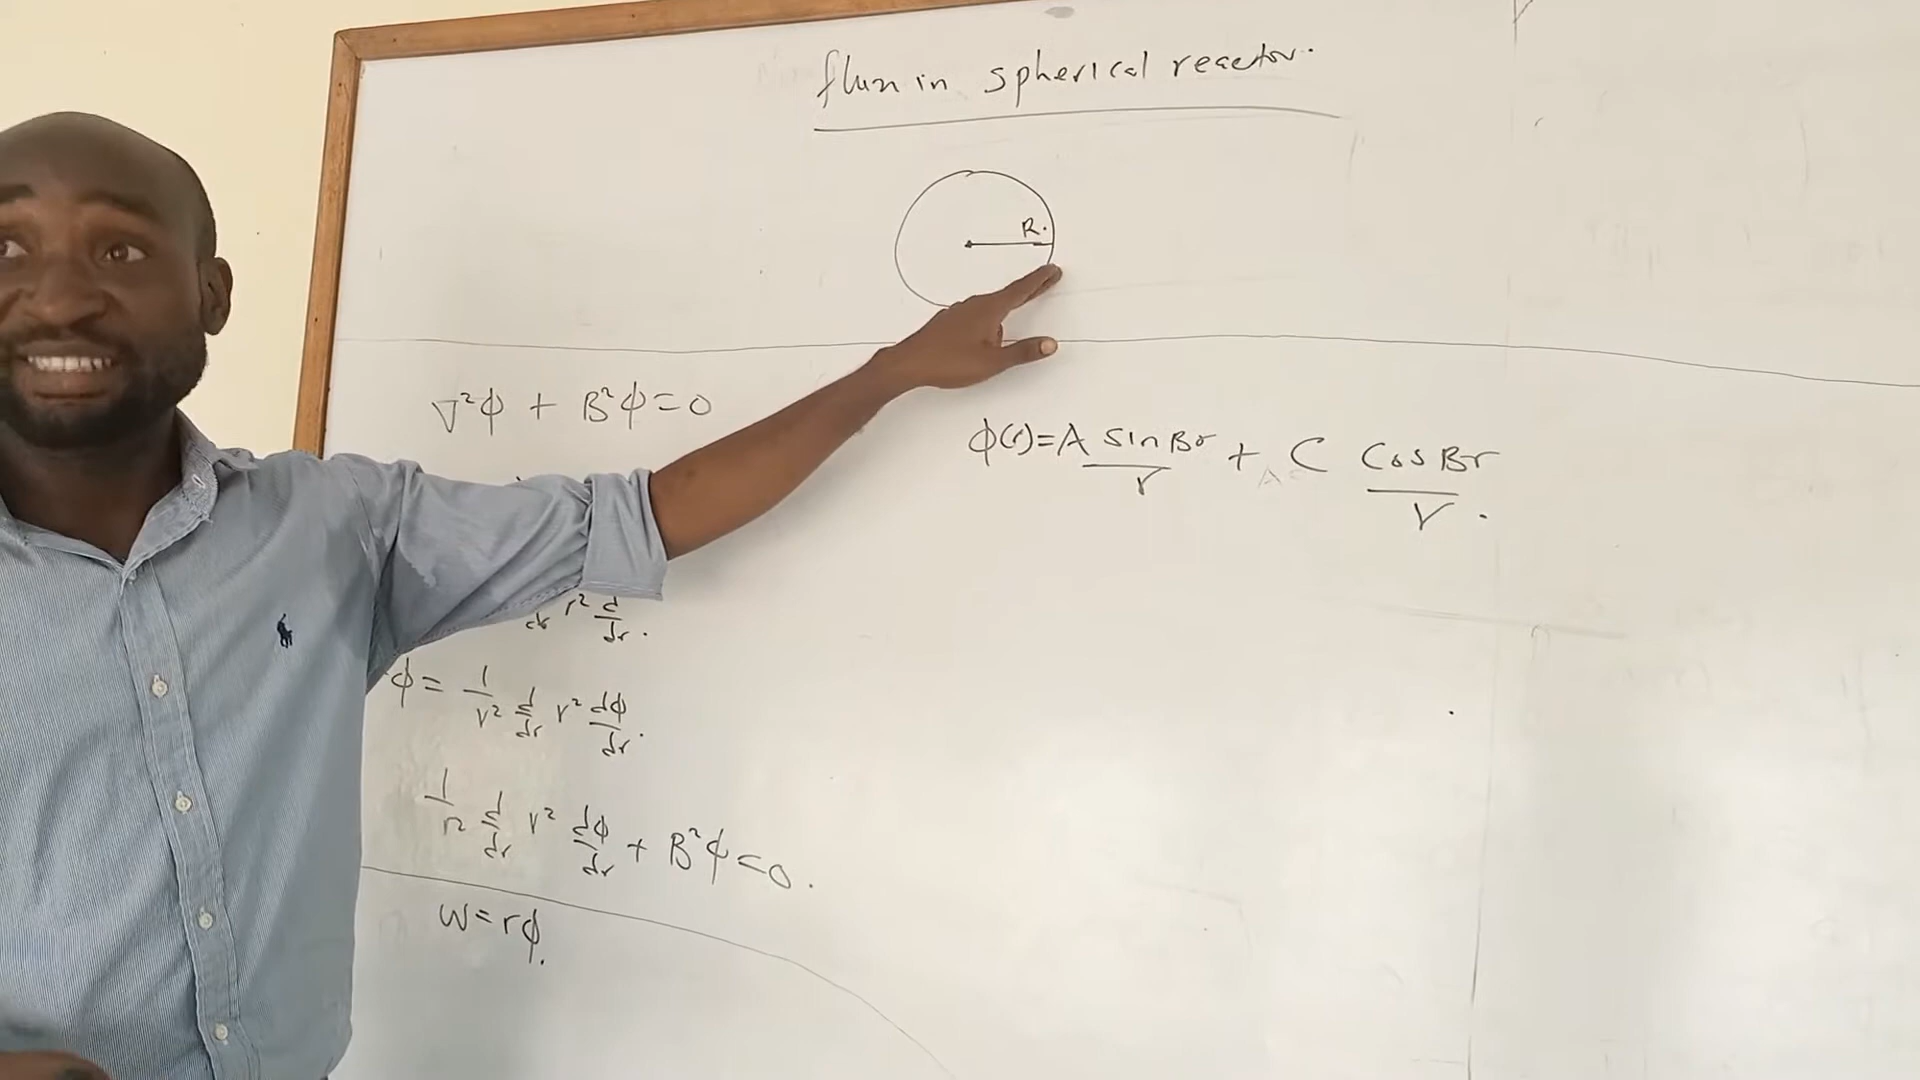 flux in spherical reactor.
R.
∇²ϕ + B²ϕ = 0
dr r² d/dr.
ϕ = 1/r² d/dr r² dϕ/dr.
1/r² d/dr r² dϕ/dr + B²ϕ = 0.
w = rϕ.
ϕ(r) = A sin Br/r + C Cos Br/r.